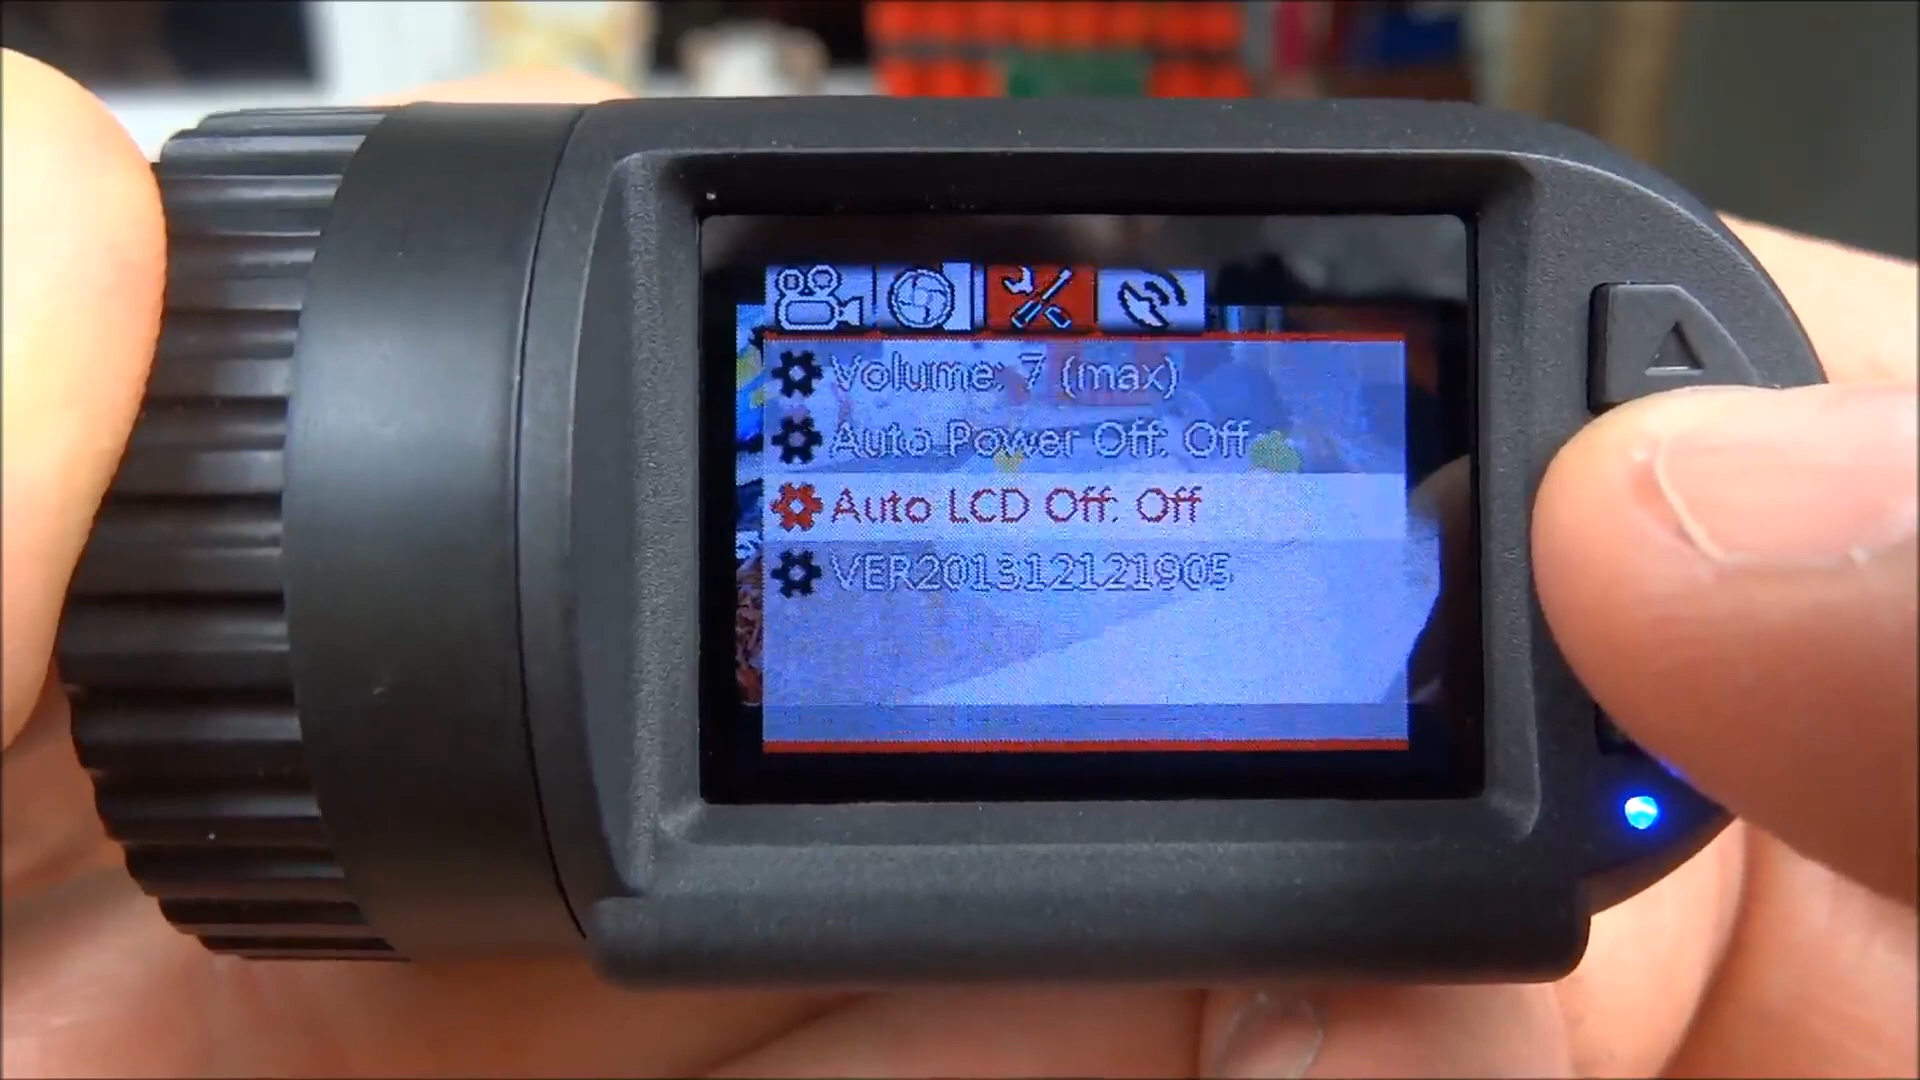 Volume: 7 (max)
Auto Power Off: Off
Auto LCD Off: Off
VER201312121905